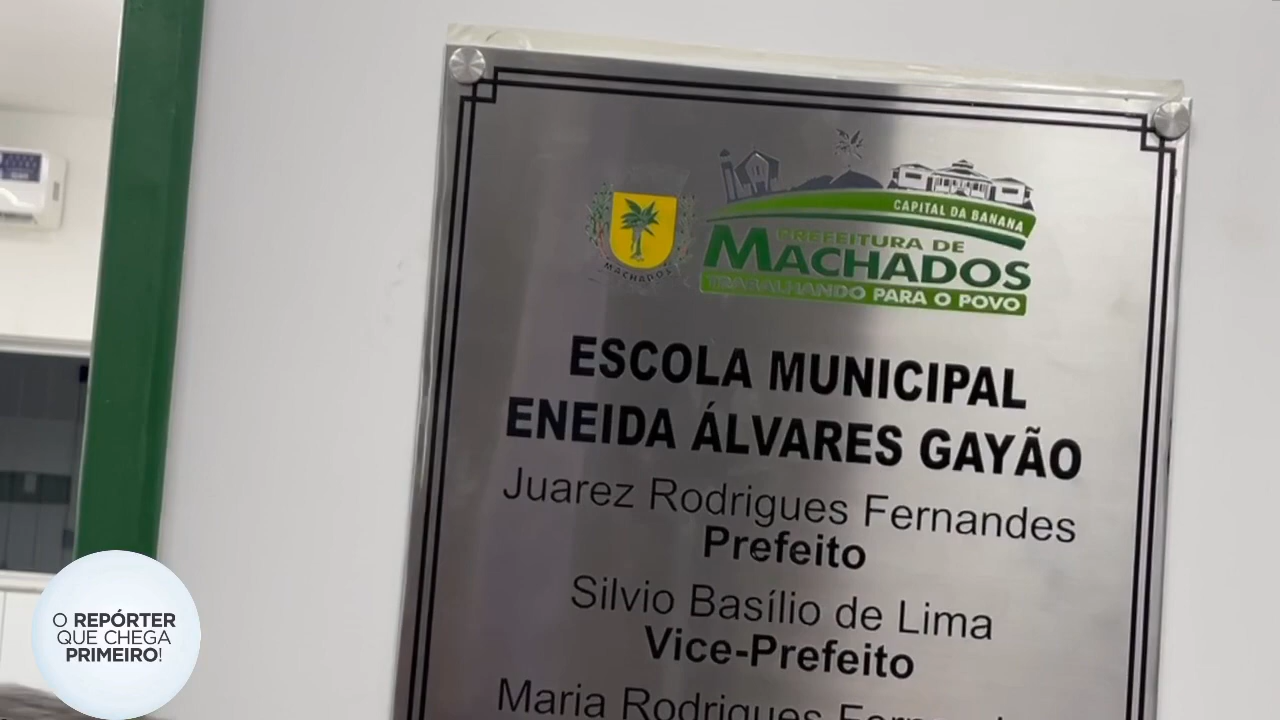 CAPITAL DA BANANA
PREFEITURA DE
MACHADOS
TRABALHANDO PARA O POVO
MACHADOS
ESCOLA MUNICIPAL
ENEIDA ÁLVARES GAYÃO
Juarez Rodrigues Fernandes
Prefeito
Silvio Basílio de Lima
Vice-Prefeito
Maria Rodrigues
O REPÓRTER
QUE CHEGA
PRIMEIRO!